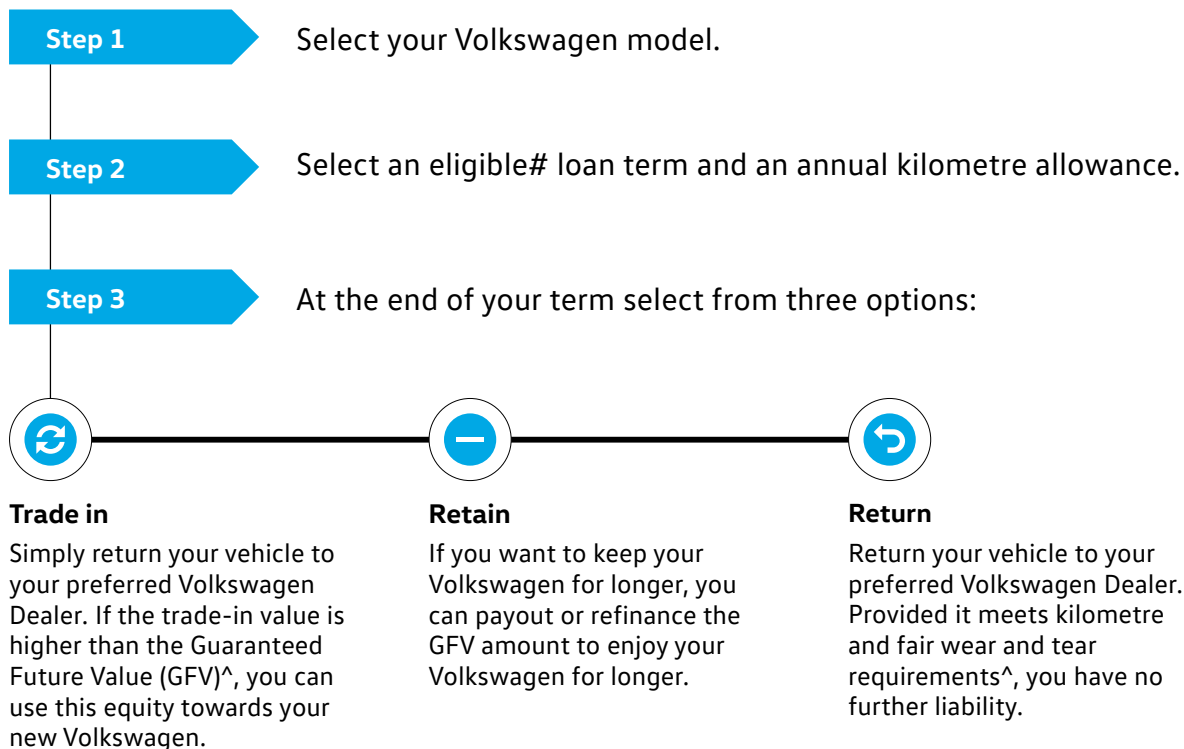 Step 1
Select your Volkswagen model.
Step 2
Select an eligible# loan term and an annual kilometre allowance.
Step 3
At the end of your term select from three options:
Trade in
Simply return your vehicle to
your preferred Volkswagen
Dealer. If the trade-in value is
higher than the Guaranteed
Future Value (GFV)^, you can
use this equity towards your
new Volkswagen.
Retain
If you want to keep your
Volkswagen for longer, you
can payout or refinance the
GFV amount to enjoy your
Volkswagen for longer.
Return
Return your vehicle to your
preferred Volkswagen Dealer.
Provided it meets kilometre
and fair wear and tear
requirements^, you have no
further liability.